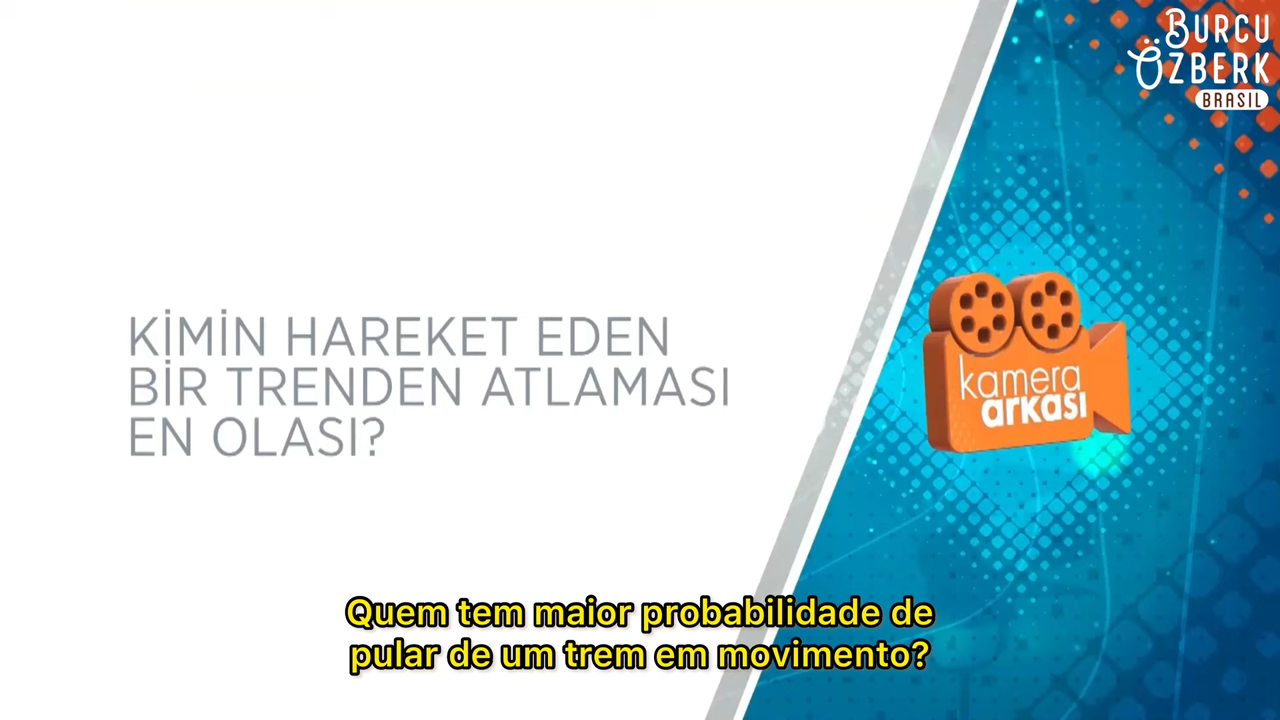 BURCU
ÖZBERK
BRASIL
KİMİN HAREKET EDEN
BİR TRENDEN ATLAMASI
EN OLASI?
kamera
arkası
Quem tem maior probabilidade de
pular de um trem em movimento?